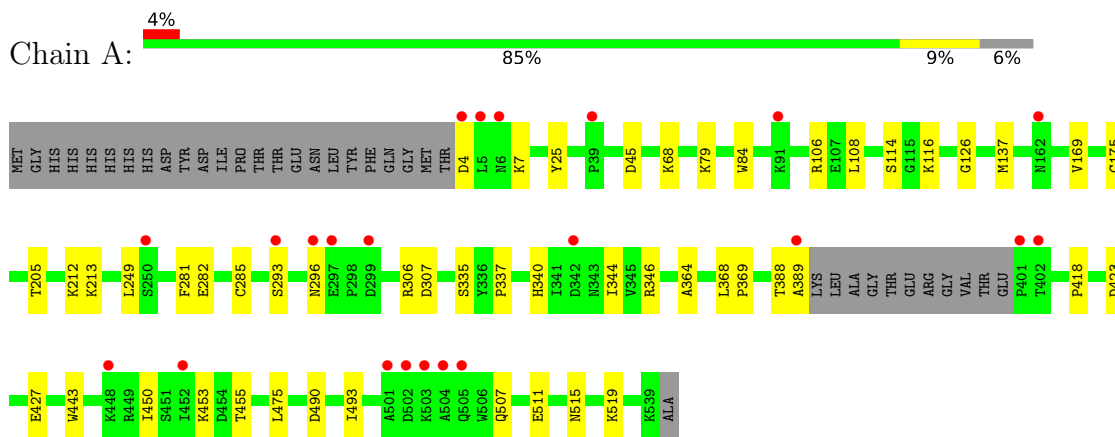 4%
Chain A:
85%
9%
6%
MET GLY HIS HIS HIS HIS HIS HIS ASP TYR ASP ILE PRO THR THR GLU ASN LEU TYR PHE GLN GLY MET THR D4 L5 N6 K7 Y25 P39 D45 K68 K79 W84 K91 R106 E107 L108 S114 G115 K116 G126 M137 N162 V169
T205 K212 K213 L249 S250 F281 E282 C285 S293 N296 E297 P298 D299 R306 D307 S335 Y336 P337 H340 I341 D342 N343 I344 V345 R346 A364 L368 P369 T388 A389 LYS LEU ALA GLY THR GLU ARG GLY VAL THR GLU P401 T402 P418
E427 W443 K448 R449 I450 S451 I452 K453 D454 T455 L475 D490 I493 A501 D502 K503 A504 Q505 W506 Q507 E511 N515 K519 K539 ALA